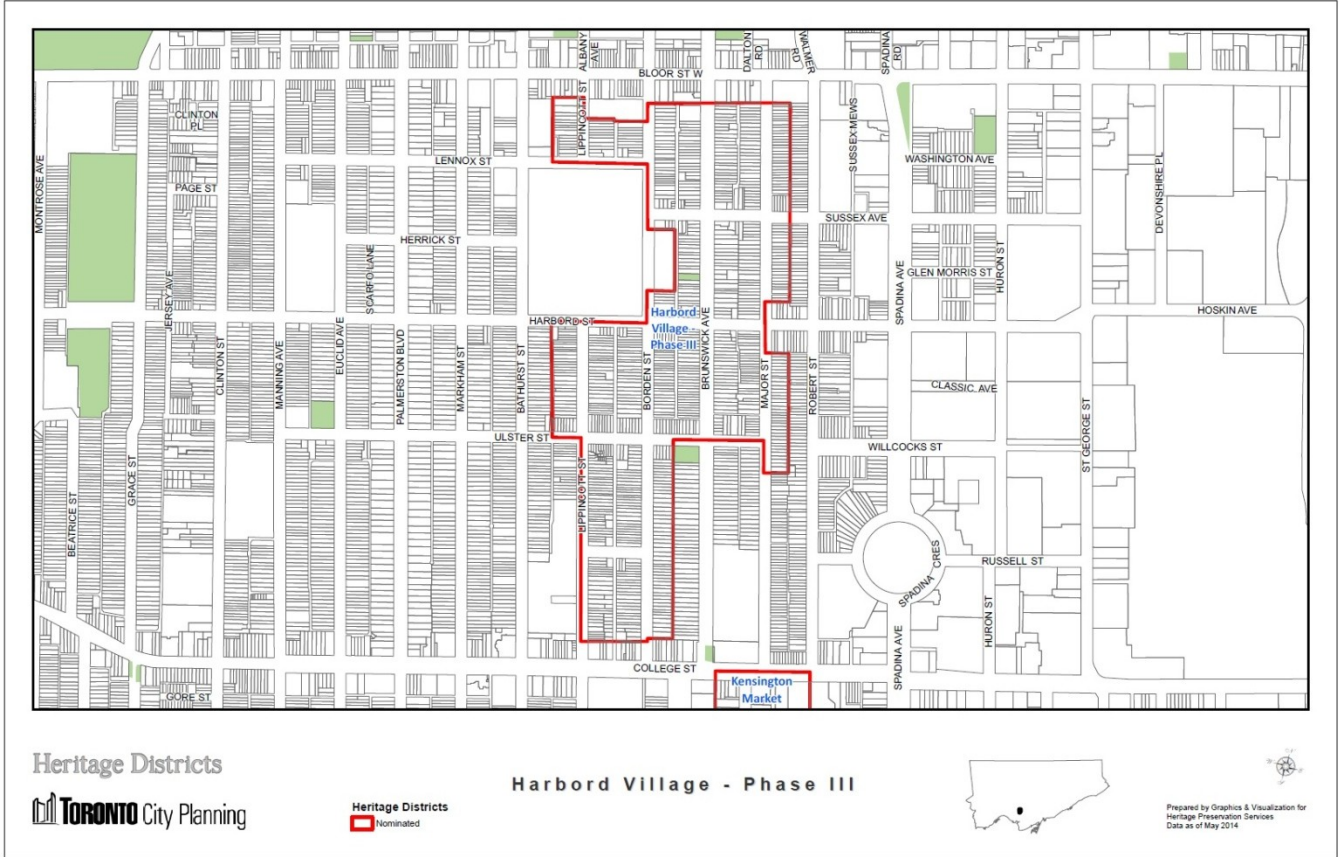 ALBANY
AVE
DALTON
RD
WALMER
RD
SPADINA
RD
BLOOR ST W
CLINTON
PL
LIPPINCOTT ST
SUSSEX MEWS
LENNOX ST
WASHINGTON AVE
MONTROSE AVE
PAGE ST
DEVONSHIRE PL
SUSSEX AVE
HERRICK ST
SCARFO LANE
GLEN MORRIS ST
HURON ST
SPADINA AVE
JERSEY AVE
HARBORD ST
Harbord
Village -
Phase III
HOSKIN AVE
CLINTON ST
MANNING AVE
EUCLID AVE
PALMERSTON BLVD
MARKHAM ST
BATHURST ST
BORDEN ST
BRUNSWICK AVE
MAJOR ST
ROBERT ST
CLASSIC AVE
ST GEORGE ST
ULSTER ST
WILLCOCKS ST
BEATRICE ST
GRACE ST
LIPPINCOTT ST
SPADINA CRES
RUSSELL ST
HURON ST
SPADINA AVE
COLLEGE ST
GORE ST
Kensington
Market
Heritage Districts
TORONTO City Planning
Heritage Districts
Nominated
Harbord Village - Phase III
Prepared by Graphics & Visualization for
Heritage Preservation Services
Data as of May 2014